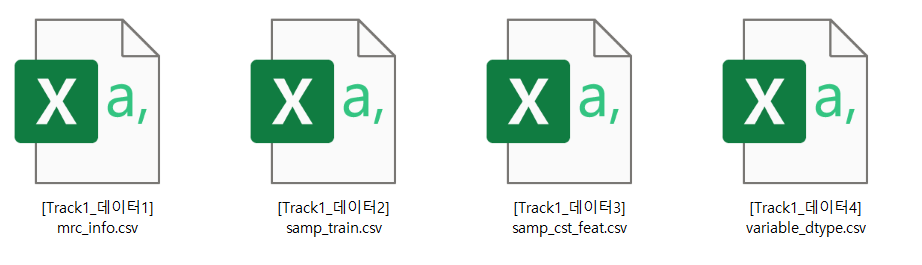 [Track1_데이터1]
mrc_info.csv
[Track1_데이터2]
samp_train.csv
[Track1_데이터3]
samp_cst_feat.csv
[Track1_데이터4]
variable_dtype.csv
X a,
X a,
X a,
X a,